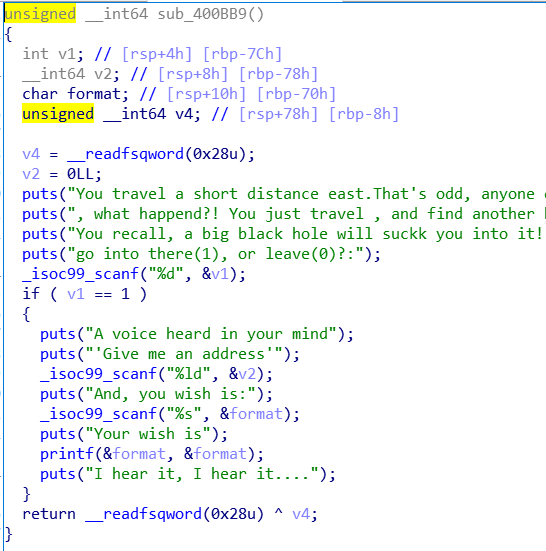 unsigned __int64 sub_400BB9()
{
int v1; // [rsp+4h] [rbp-7Ch]
__int64 v2; // [rsp+8h] [rbp-78h]
char format; // [rsp+10h] [rbp-70h]
unsigned __int64 v4; // [rsp+78h] [rbp-8h]
v4 = __readfsqword(0x28u);
v2 = 0LL;
puts("You travel a short distance east.That's odd, anyone
puts(", what happend?! You just travel , and find another
puts("You recall, a big black hole will suckk you into it!
puts("go into there(1), or leave(0)?:");
_isoc99_scanf("%d", &v1);
if ( v1 == 1 )
{
puts("A voice heard in your mind");
puts("'Give me an address'");
_isoc99_scanf("%ld", &v2);
puts("And, you wish is:");
_isoc99_scanf("%s", &format);
puts("Your wish is");
printf(&format, &format);
puts("I hear it, I hear it....");
}
return __readfsqword(0x28u) ^ v4;
}